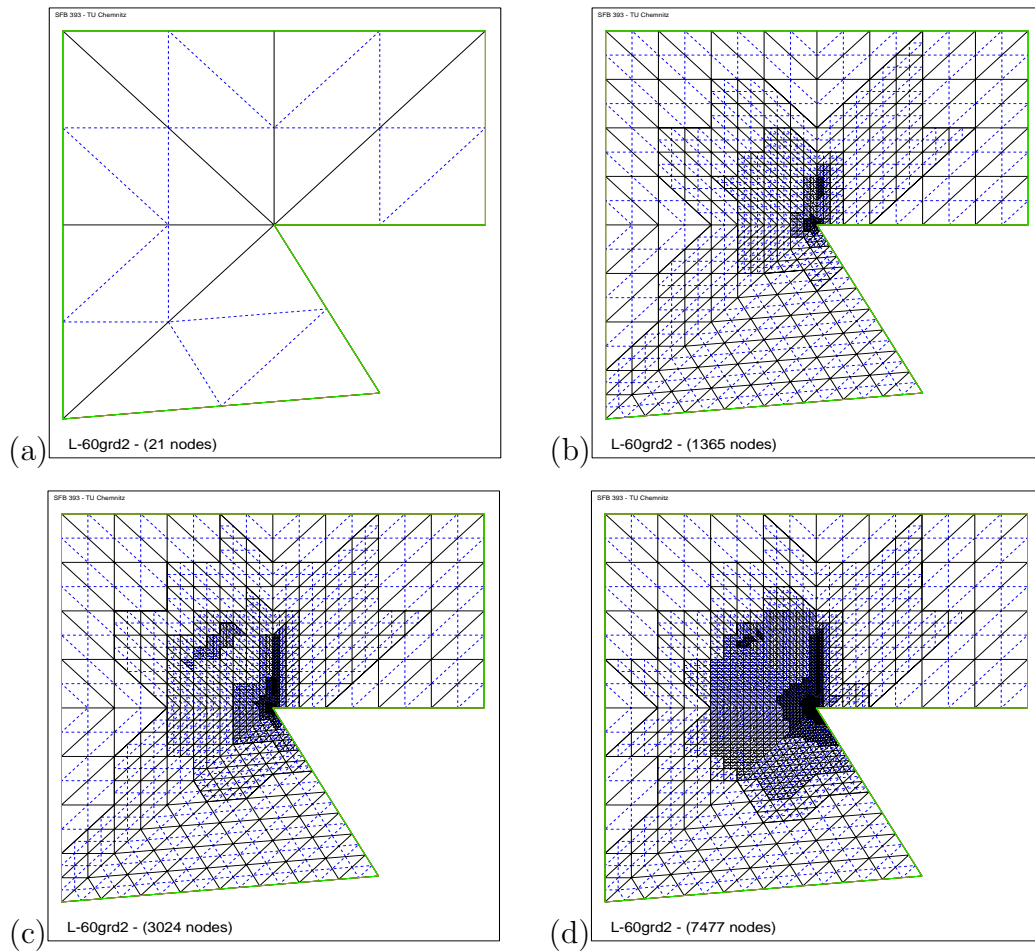 SFB 393 - TU Chemnitz
(a)
L-60grd2 - (21 nodes)
SFB 393 - TU Chemnitz
(b)
L-60grd2 - (1365 nodes)
SFB 393 - TU Chemnitz
(c)
L-60grd2 - (3024 nodes)
SFB 393 - TU Chemnitz
(d)
L-60grd2 - (7477 nodes)